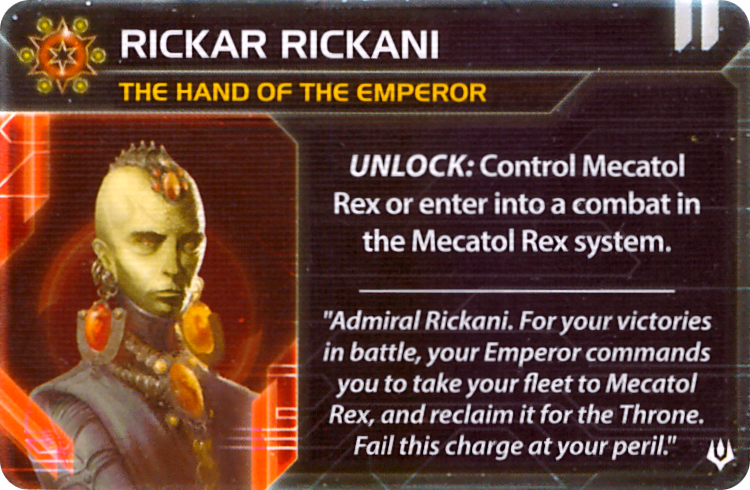 RICKAR RICKANI
THE HAND OF THE EMPEROR
UNLOCK: Control Mecatol
Rex or enter into a combat in
the Mecatol Rex system.
"Admiral Rickani. For your victories
in battle, your Emperor commands
you to take your fleet to Mecatol
Rex, and reclaim it for the Throne.
Fail this charge at your peril."